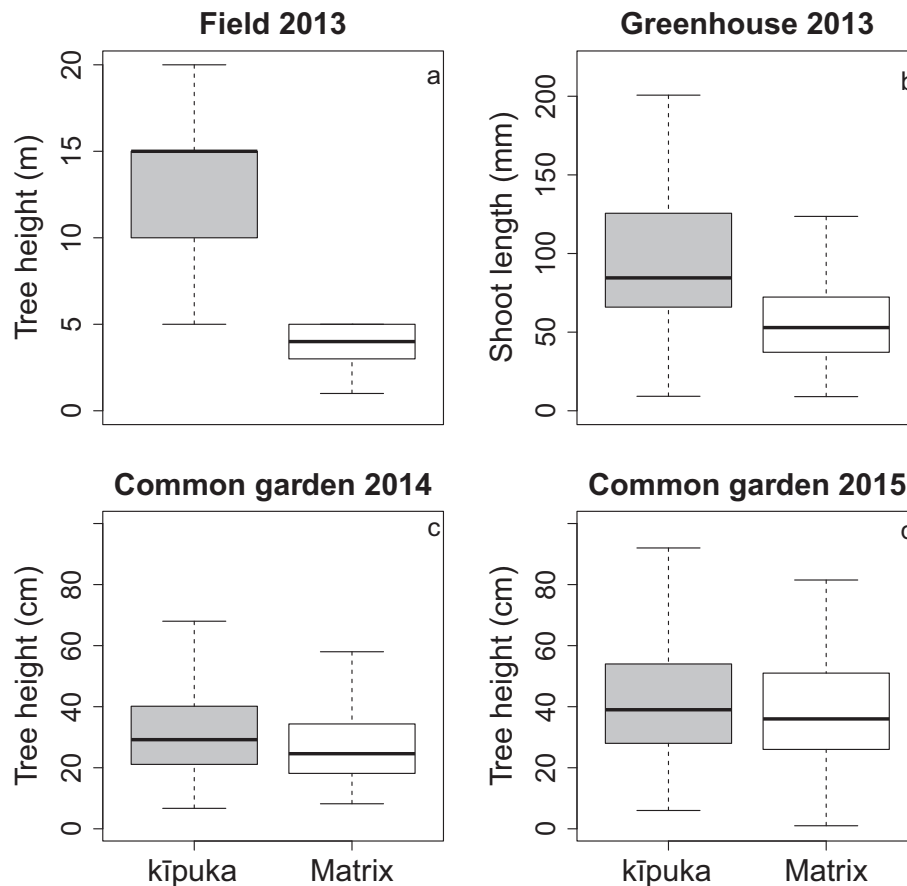 Field 2013
a
Tree height (m)
0 5 10 15 20
Greenhouse 2013
b
Shoot length (mm)
0 50 100 150 200
Common garden 2014
c
Tree height (cm)
0 20 40 60 80
kīpuka Matrix
Common garden 2015
Tree height (cm)
0 20 40 60 80
kīpuka Matrix